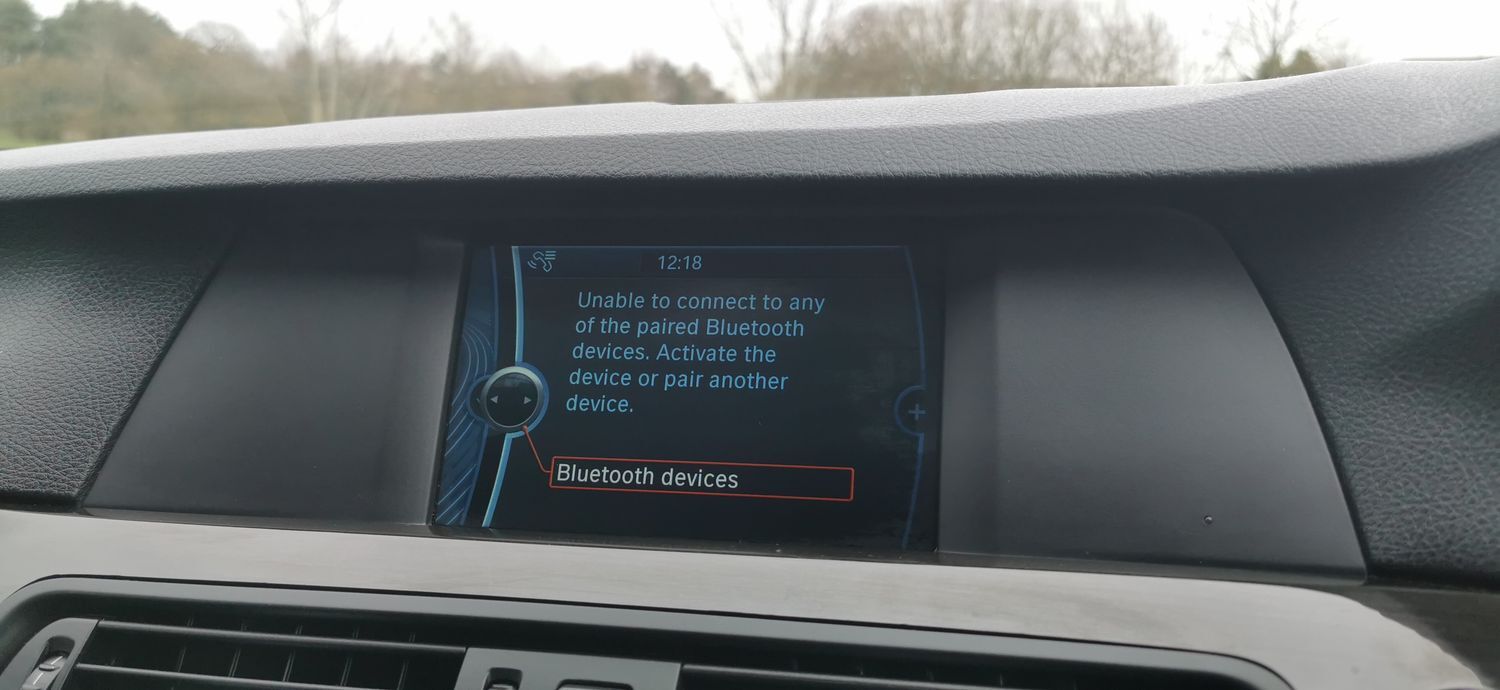 12:18
Unable to connect to any
of the paired Bluetooth
devices. Activate the
device or pair another
device.
Bluetooth devices